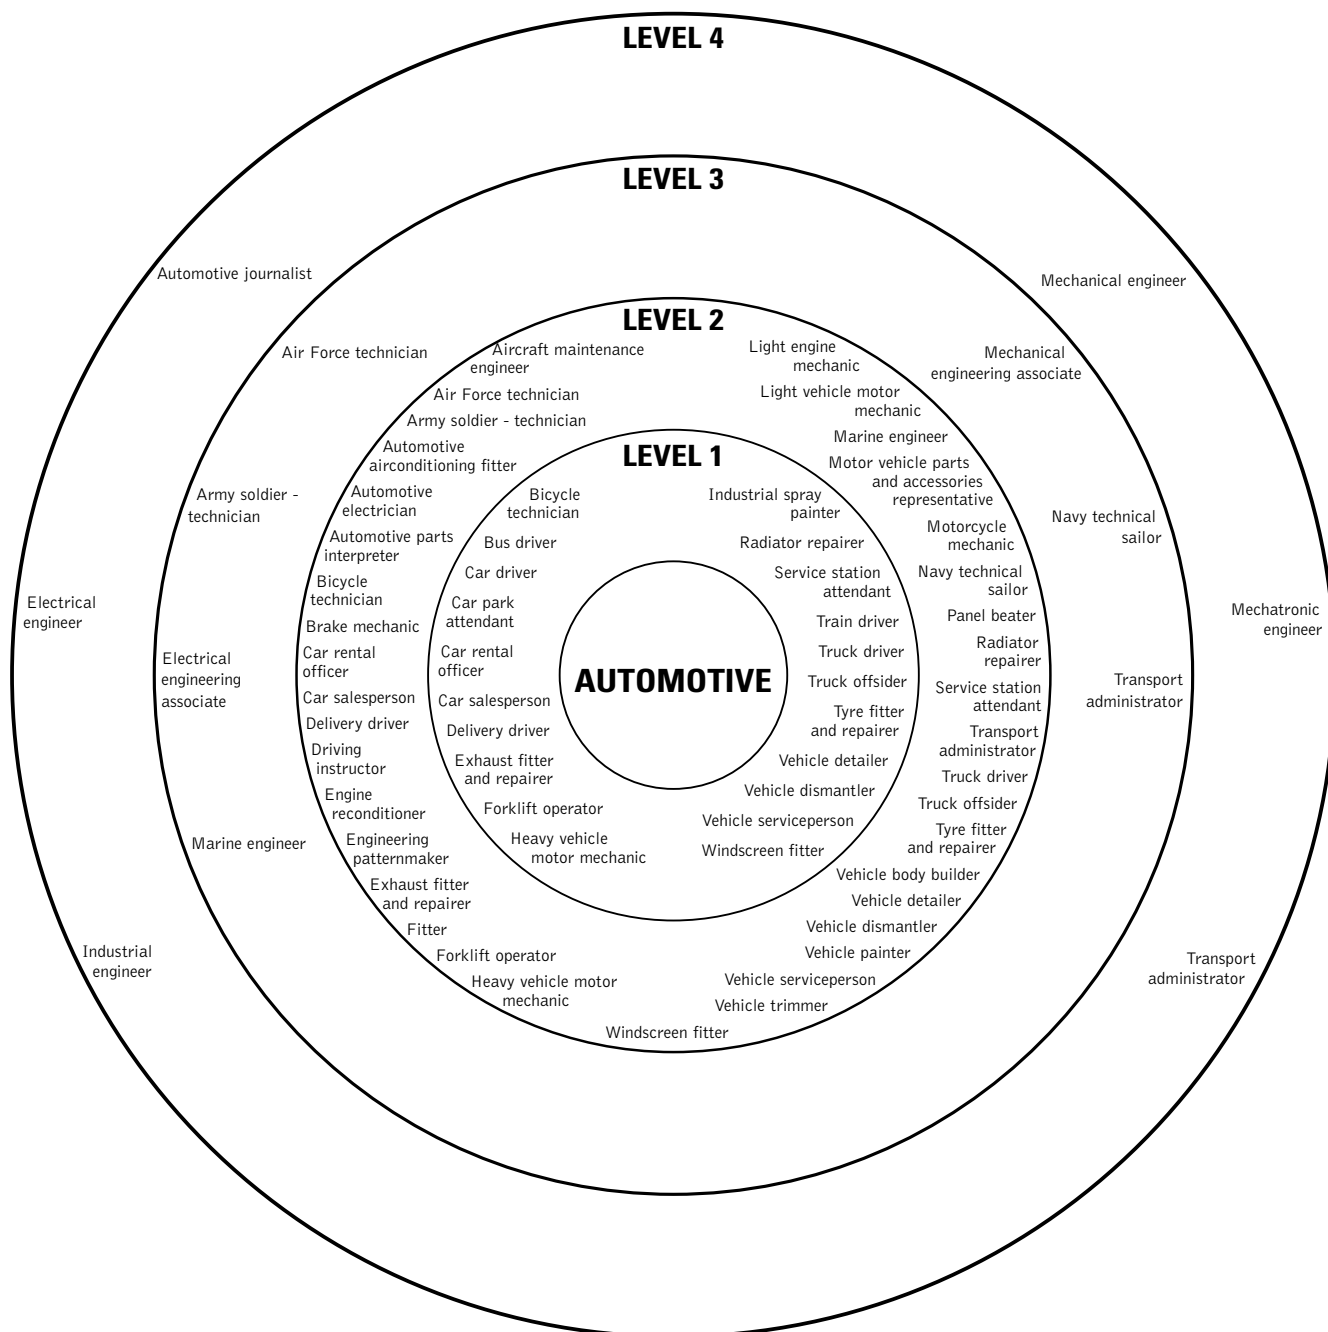 LEVEL 4
Automotive journalist
Electrical
engineer
Industrial
engineer
Mechanical engineer
Mechatronic
engineer
Transport
administrator
LEVEL 3
Air Force technician
Army soldier -
technician
Electrical
engineering
associate
Marine engineer
Mechanical
engineering associate
Navy technical
sailor
Transport
administrator
LEVEL 2
Aircraft maintenance
engineer
Air Force technician
Army soldier - technician
Automotive
airconditioning fitter
Automotive
electrician
Automotive parts
interpreter
Bicycle
technician
Brake mechanic
Car rental
officer
Car salesperson
Delivery driver
Driving
instructor
Engine
reconditioner
Engineering
patternmaker
Exhaust fitter
and repairer
Fitter
Forklift operator
Heavy vehicle motor
mechanic
Light engine
mechanic
Light vehicle motor
mechanic
Marine engineer
Motor vehicle parts
and accessories
representative
Motorcycle
mechanic
Navy technical
sailor
Panel beater
Radiator
repairer
Service station
attendant
Transport
administrator
Truck driver
Truck offsider
Tyre fitter
and repairer
Vehicle body builder
Vehicle detailer
Vehicle dismantler
Vehicle painter
Vehicle serviceperson
Vehicle trimmer
Windscreen fitter
LEVEL 1
Bicycle
technician
Bus driver
Car driver
Car park
attendant
Car rental
officer
Car salesperson
Delivery driver
Exhaust fitter
and repairer
Forklift operator
Heavy vehicle
motor mechanic
Industrial spray
painter
Radiator repairer
Service station
attendant
Train driver
Truck driver
Truck offsider
Tyre fitter
and repairer
Vehicle detailer
Vehicle dismantler
Vehicle serviceperson
Windscreen fitter
AUTOMOTIVE